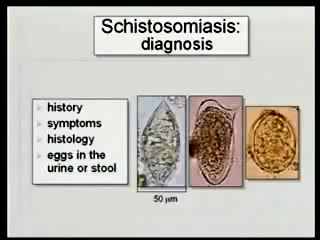 Schistosomiasis:
diagnosis
history
symptoms
histology
eggs in the
urine or stool
50 µm